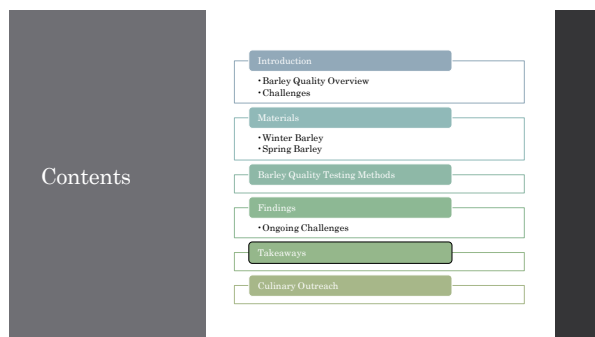 Contents
Introduction
•Barley Quality Overview
•Challenges
Materials
•Winter Barley
•Spring Barley
Barley Quality Testing Methods
Findings
•Ongoing Challenges
Takeaways
Culinary Outreach